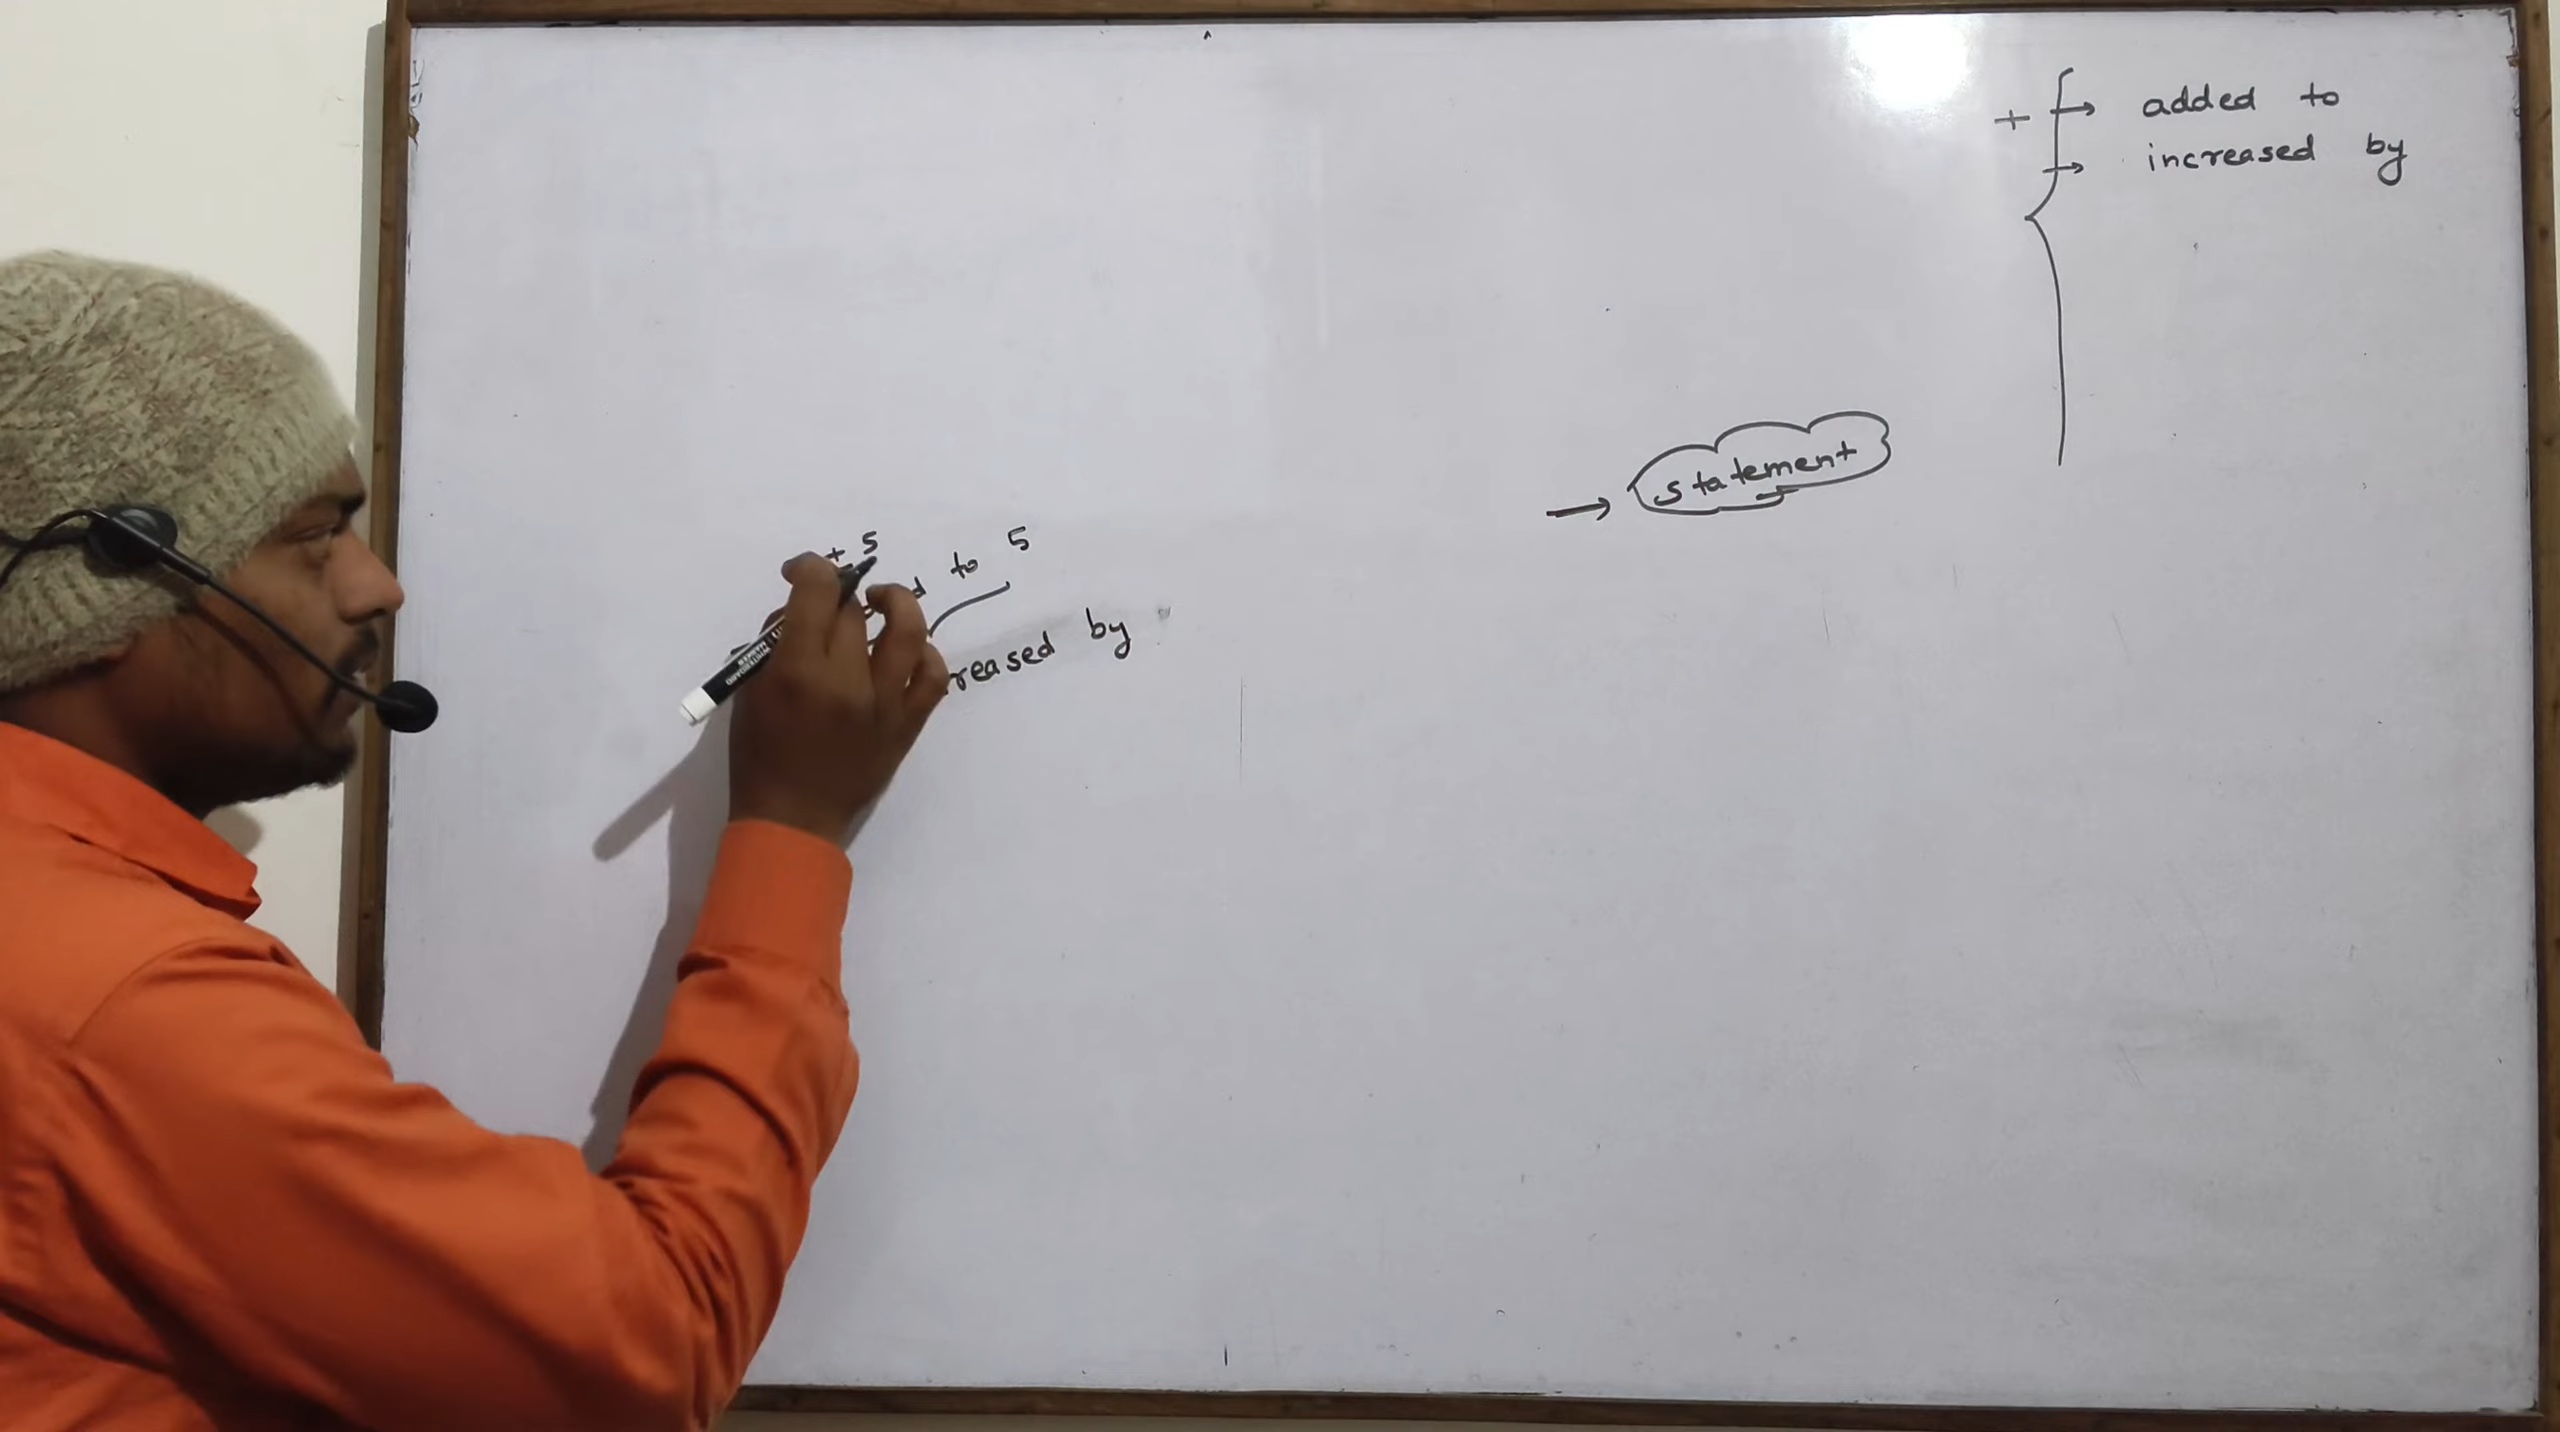 + 5
to 5
reased by
statement
+ → added to
→ increased by